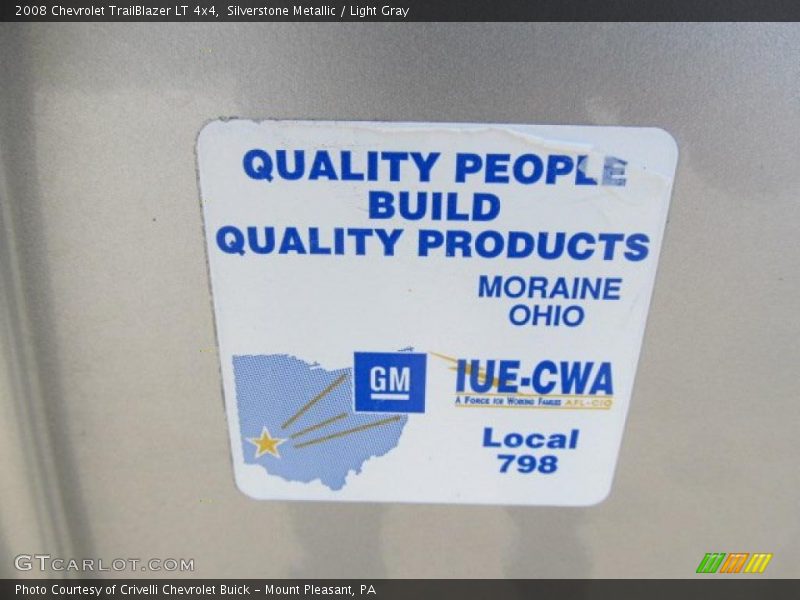 2008 Chevrolet TrailBlazer LT 4x4,  Silverstone Metallic / Light Gray
QUALITY PEOPLE
BUILD
QUALITY PRODUCTS
MORAINE
OHIO
GM
IUE-CWA
A Force for Working Families AFL-CIO
Local
798
GTCARLOT.COM
Photo Courtesy of Crivelli Chevrolet Buick – Mount Pleasant, PA